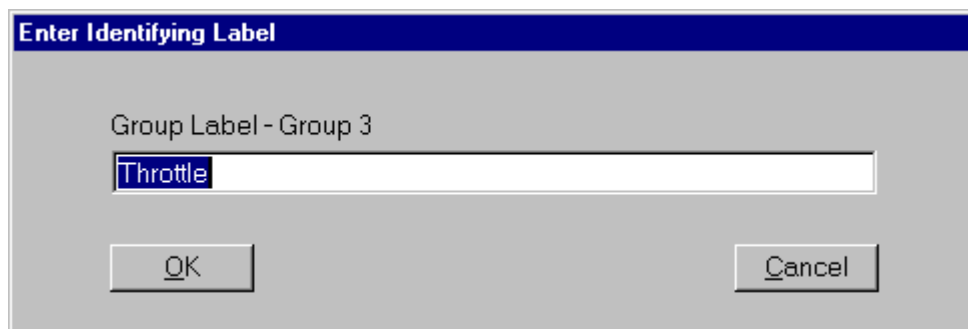 Enter Identifying Label
Group Label - Group 3
Throttle
OK
Cancel